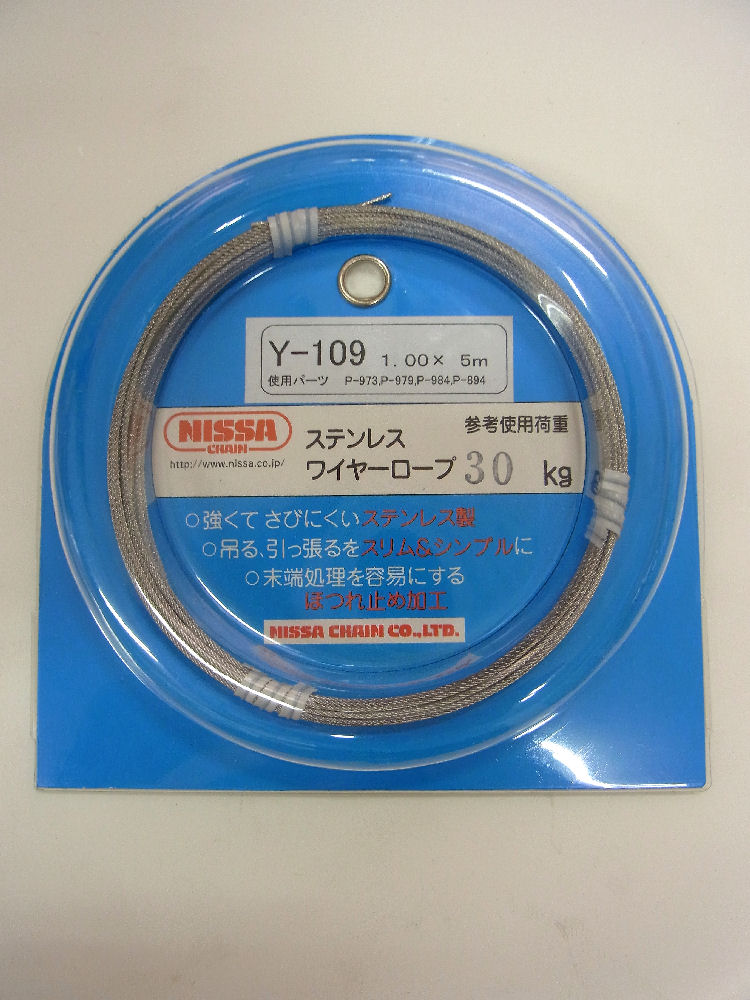 Y-109 1.00× 5m
使用パーツ P-973,P-979,P-984,P-894
NISSA
CHAIN
http://www.nissa.co.jp/
ステンレス
ワイヤーロープ
参考使用荷重
30 kg
○強くてさびにくいステンレス製
○吊る、引っ張るをスリム&シンプルに
○末端処理を容易にする
ほつれ止め加工
NISSA CHAIN CO.,LTD.